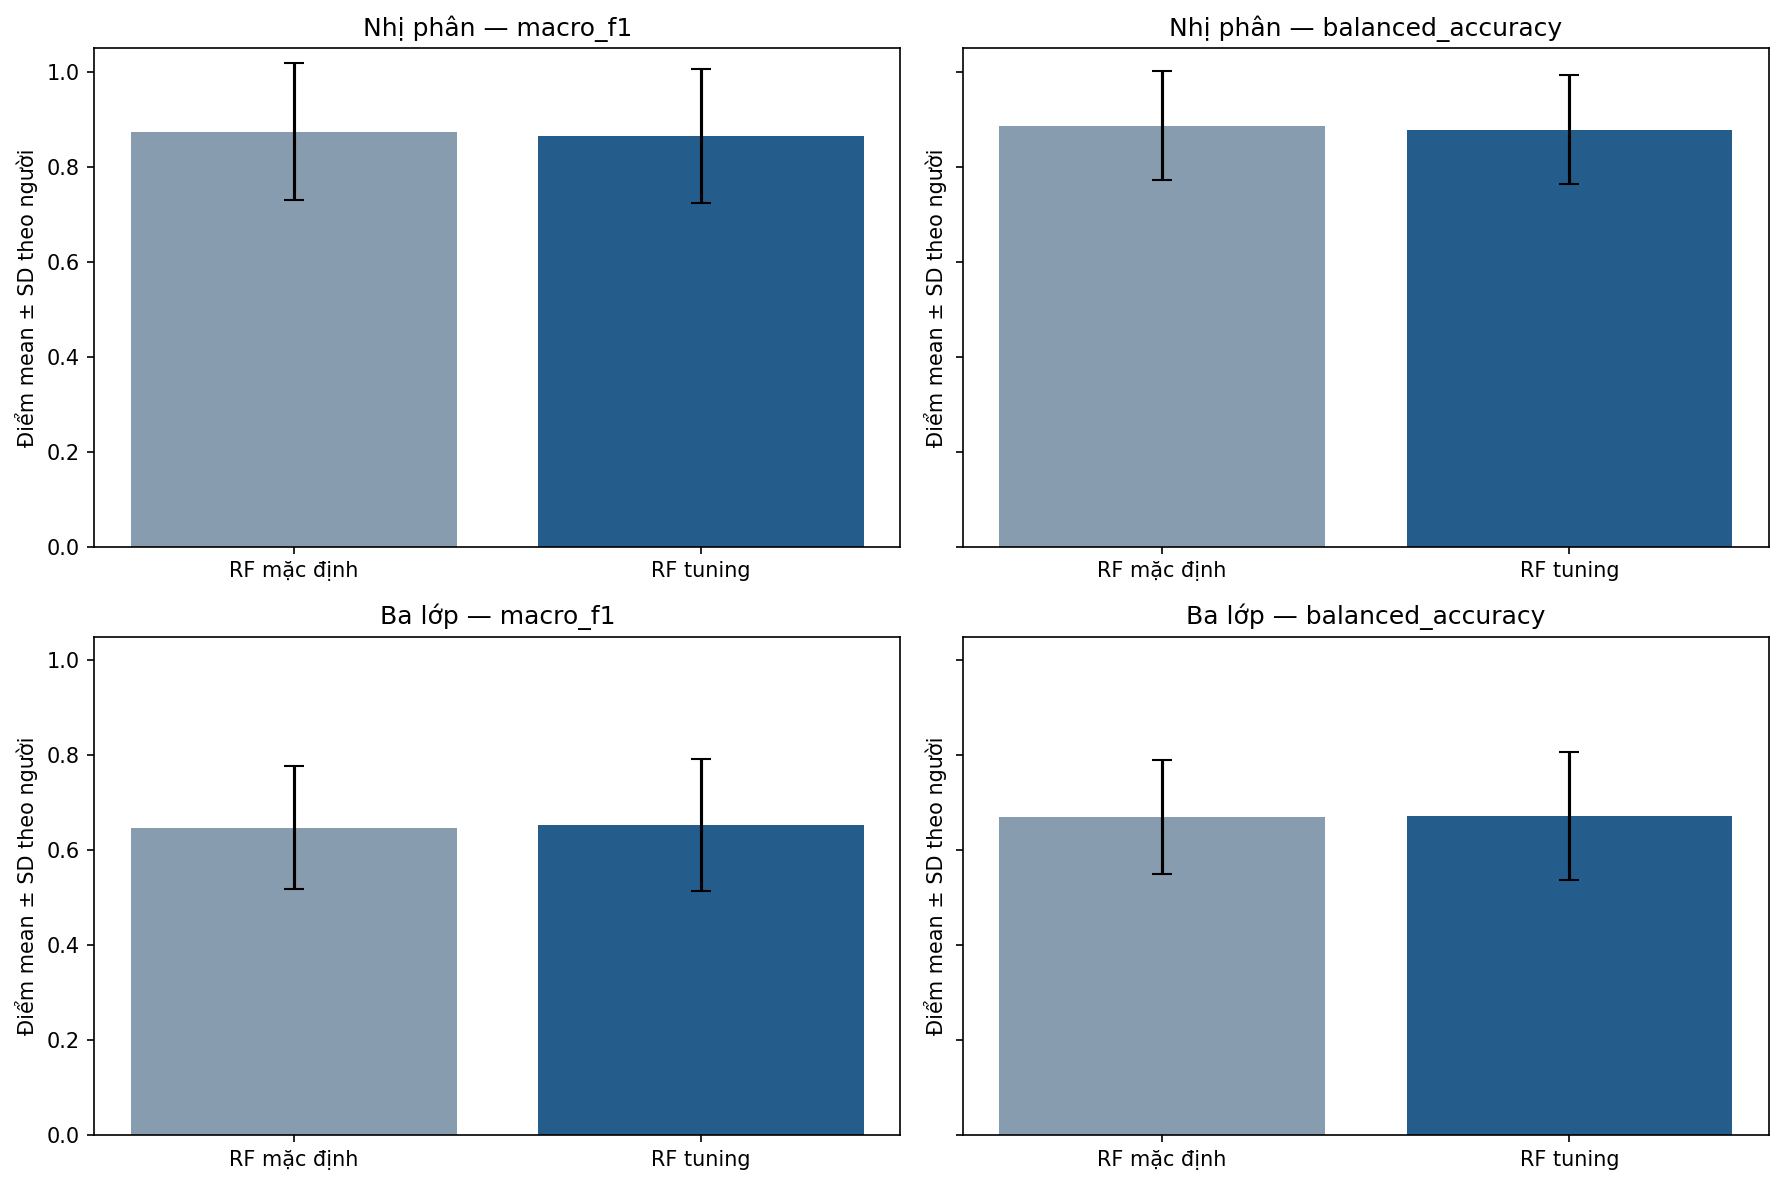 Nhị phân — macro_f1
Điểm mean ± SD theo người
1.0
0.8
0.6
0.4
0.2
0.0
RF mặc định
RF tuning
Nhị phân — balanced_accuracy
Điểm mean ± SD theo người
RF mặc định
RF tuning
Ba lớp — macro_f1
Điểm mean ± SD theo người
1.0
0.8
0.6
0.4
0.2
0.0
RF mặc định
RF tuning
Ba lớp — balanced_accuracy
Điểm mean ± SD theo người
RF mặc định
RF tuning